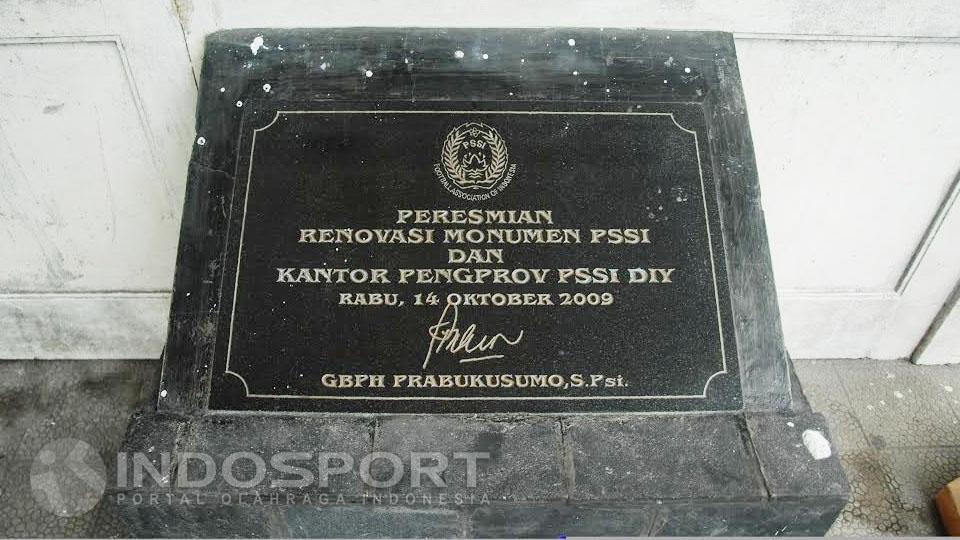 PSSI
FOOTBALL ASSOCIATION OF INDONESIA
PERESMIAN
RENOVASI MONUMEN PSSI
DAN
KANTOR PENGPROV PSSI DIY
RABU, 14 OKTOBER 2009
GBPH PRABUKUSUMO,S.Psi.
INDOSPORT
PORTAL OLAHRAGA INDONESIA